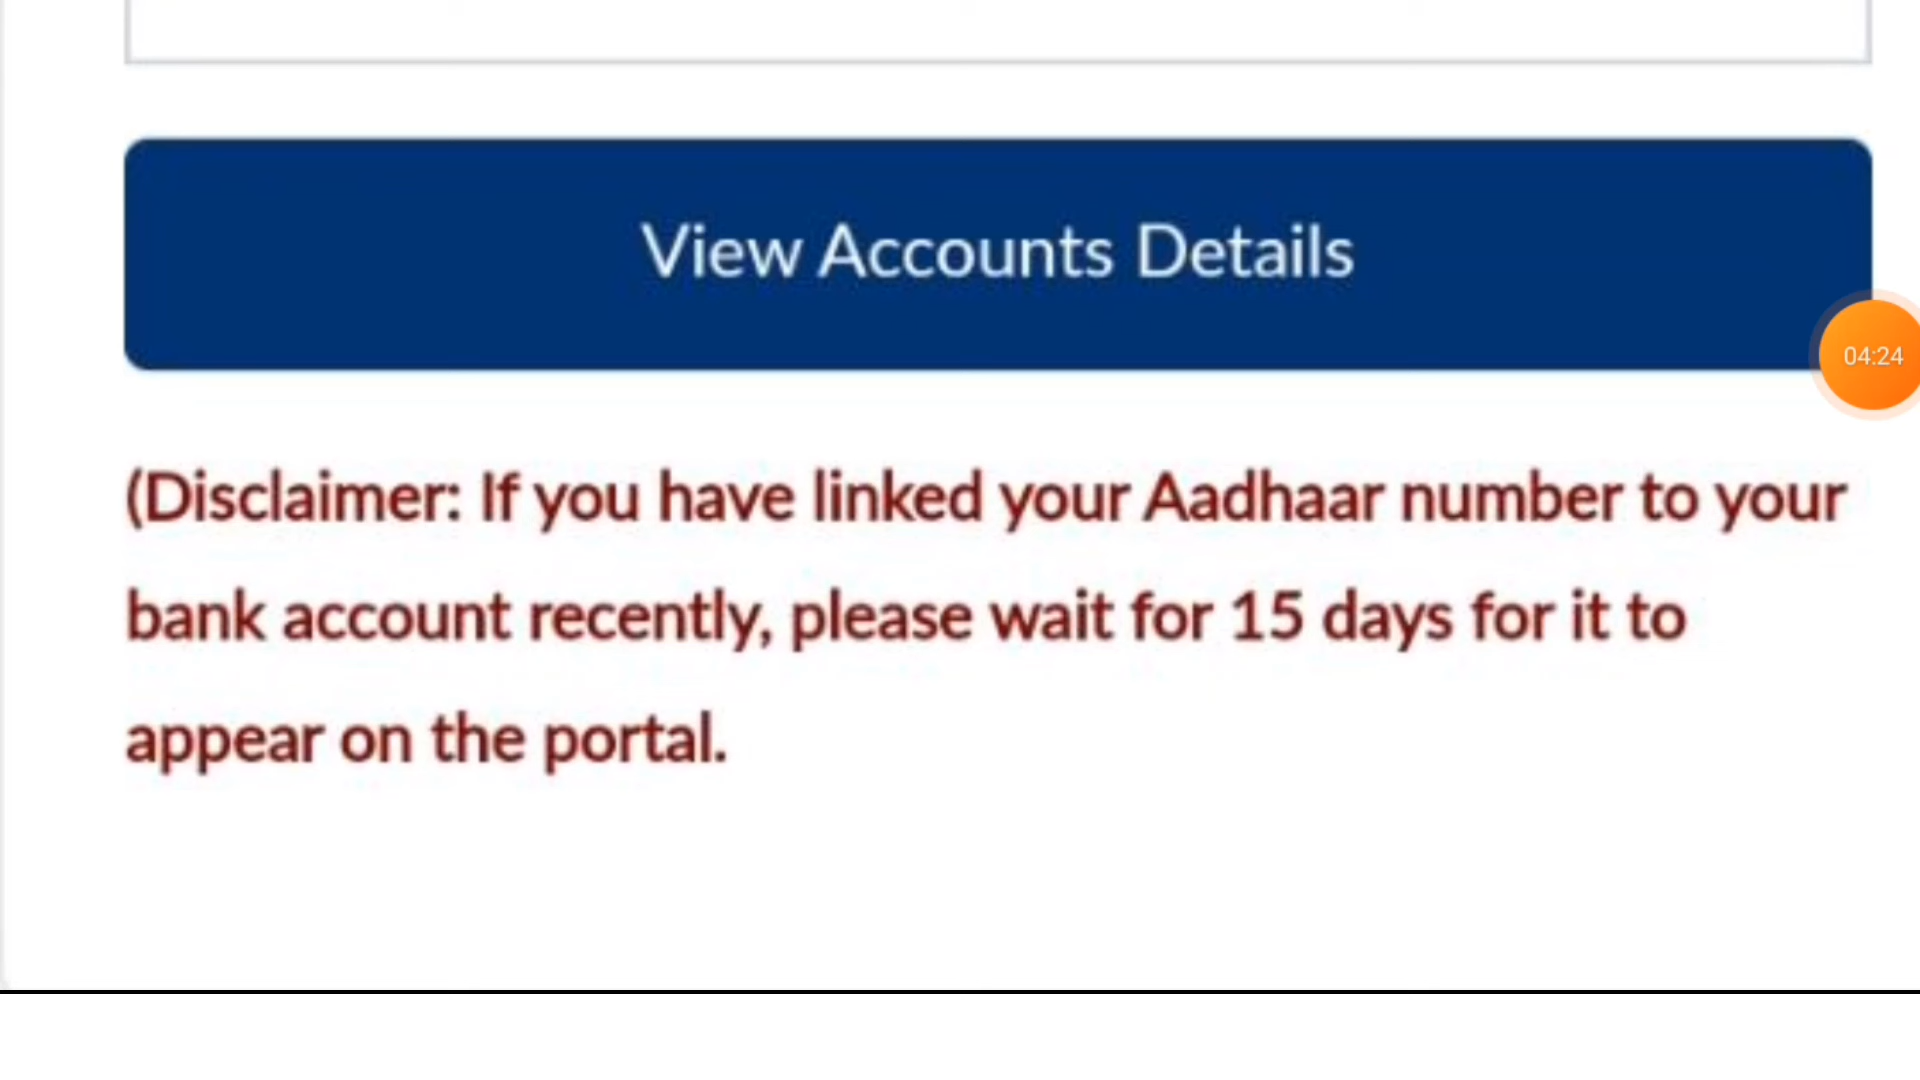 View Accounts Details
04:24
(Disclaimer: If you have linked your Aadhaar number to your
bank account recently, please wait for 15 days for it to
appear on the portal.